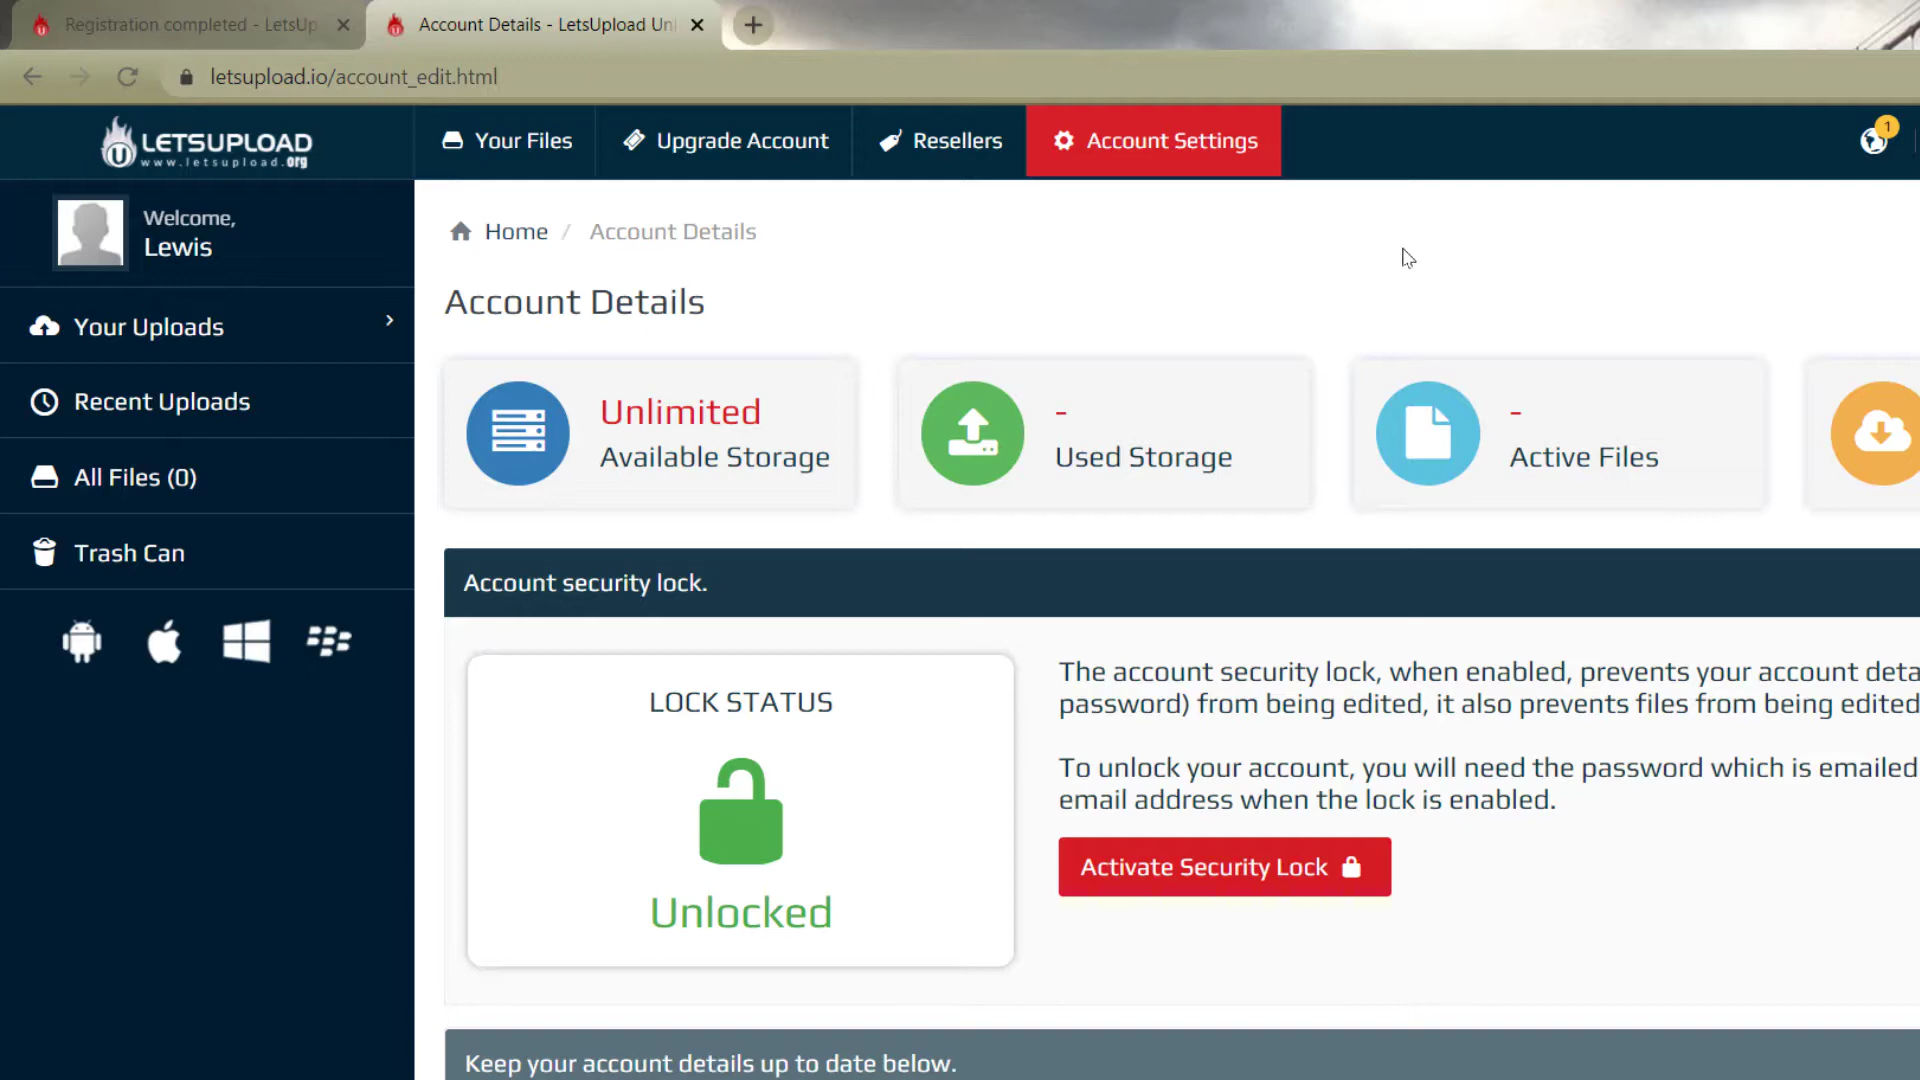 Registration completed - LetsUp
Account Details - LetsUpload Un
letsupload.io/account_edit.html
LETSUPLOAD
www.letsupload.org
Your Files
Upgrade Account
Resellers
Account Settings
1
Welcome,
Lewis
Your Uploads
Recent Uploads
All Files (0)
Trash Can
Home / Account Details
Account Details
Unlimited
Available Storage
-
Used Storage
-
Active Files
Account security lock.
LOCK STATUS
Unlocked
The account security lock, when enabled, prevents your account deta
password) from being edited, it also prevents files from being edited
To unlock your account, you will need the password which is emailed
email address when the lock is enabled.
Activate Security Lock
Keep your account details up to date below.